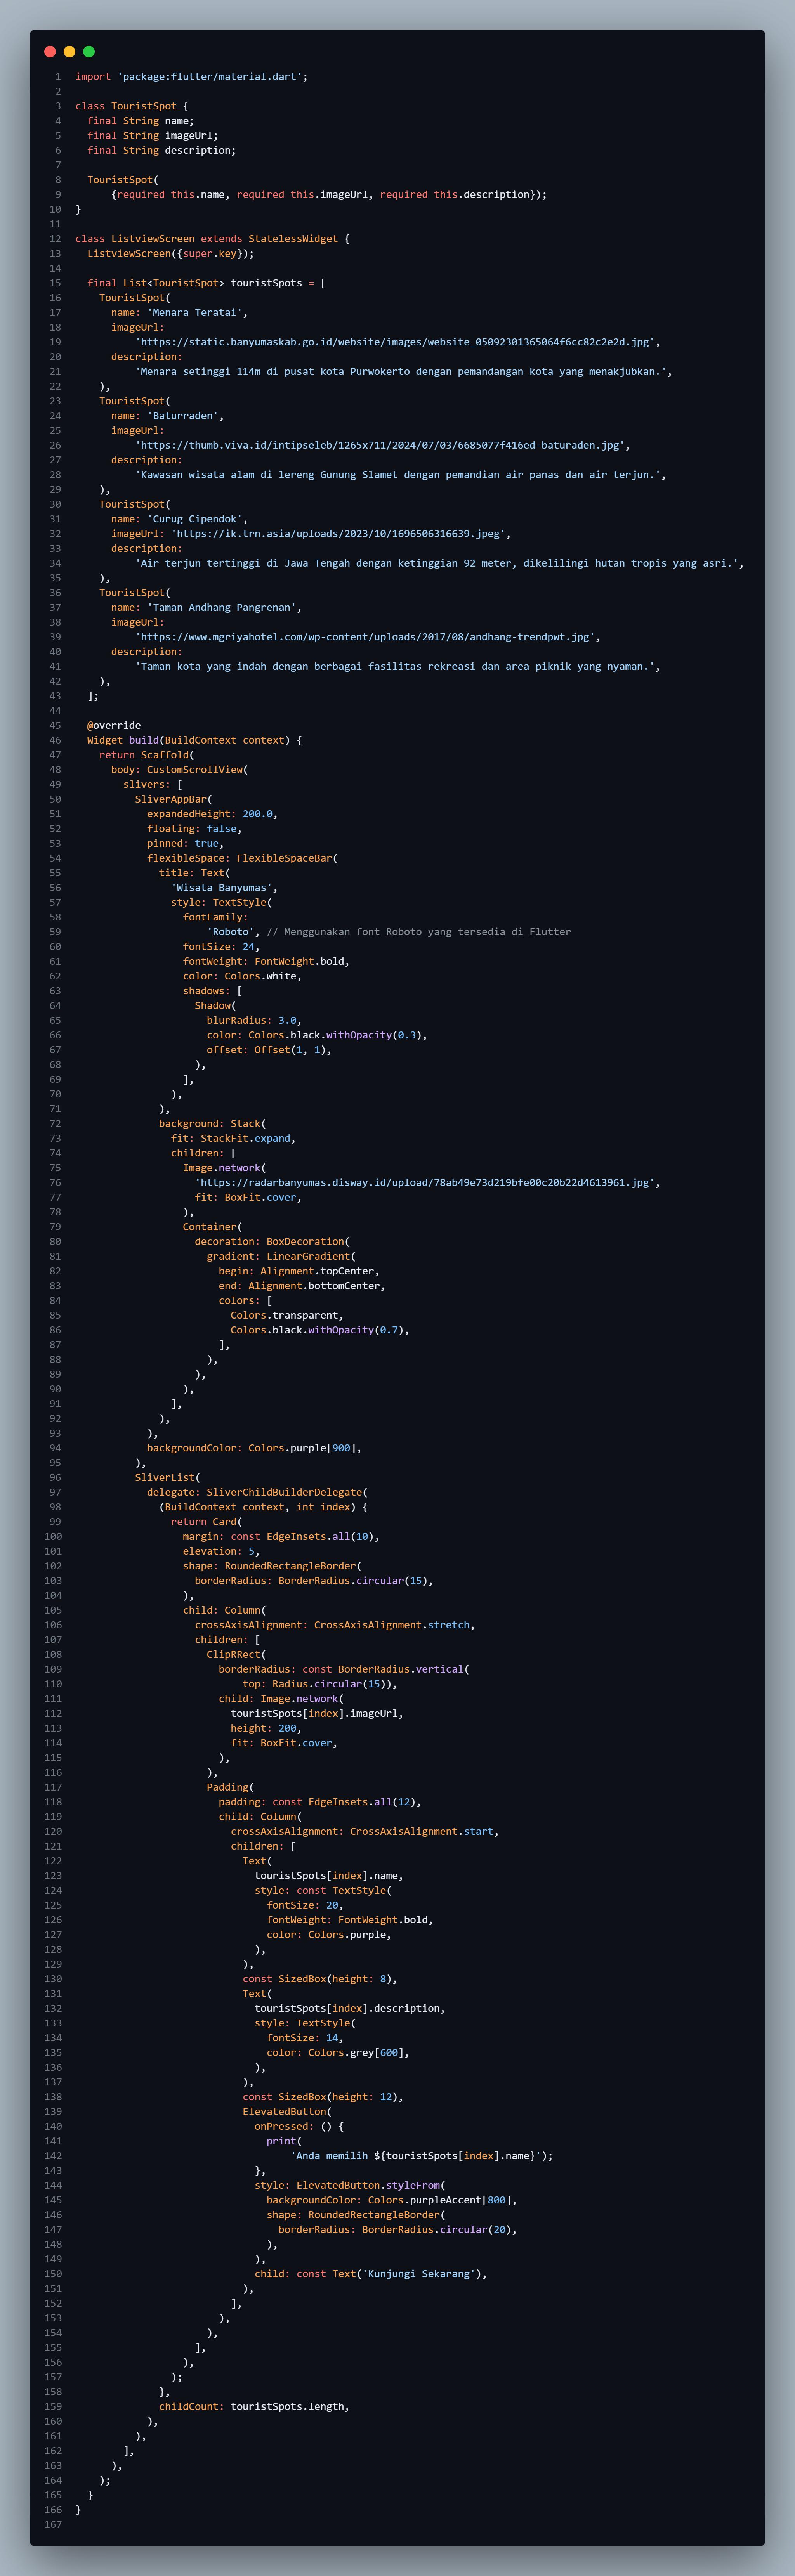 1 import 'package:flutter/material.dart';
2
3 class TouristSpot {
4   final String name;
5   final String imageUrl;
6   final String description;
7
8   TouristSpot(
9       {required this.name, required this.imageUrl, required this.description});
10 }
11
12 class ListviewScreen extends StatelessWidget {
13   ListviewScreen({super.key});
14
15   final List<TouristSpot> touristSpots = [
16     TouristSpot(
17       name: 'Menara Teratai',
18       imageUrl:
19           'https://static.banyumaskab.go.id/website/images/website_05092301365064f6cc82c2e2d.jpg',
20       description:
21           'Menara setinggi 114m di pusat kota Purwokerto dengan pemandangan kota yang menakjubkan.',
22     ),
23     TouristSpot(
24       name: 'Baturraden',
25       imageUrl:
26           'https://thumb.viva.id/intipseleb/1265x711/2024/07/03/6685077f416ed-baturaden.jpg',
27       description:
28           'Kawasan wisata alam di lereng Gunung Slamet dengan pemandian air panas dan air terjun.',
29     ),
30     TouristSpot(
31       name: 'Curug Cipendok',
32       imageUrl: 'https://ik.trn.asia/uploads/2023/10/1696506316639.jpeg',
33       description:
34           'Air terjun tertinggi di Jawa Tengah dengan ketinggian 92 meter, dikelilingi hutan tropis yang asri.',
35     ),
36     TouristSpot(
37       name: 'Taman Andhang Pangrenan',
38       imageUrl:
39           'https://www.mgriyahotel.com/wp-content/uploads/2017/08/andhang-trendpwt.jpg',
40       description:
41           'Taman kota yang indah dengan berbagai fasilitas rekreasi dan area piknik yang nyaman.',
42     ),
43   ];
44
45   @override
46   Widget build(BuildContext context) {
47     return Scaffold(
48       body: CustomScrollView(
49         slivers: [
50           SliverAppBar(
51             expandedHeight: 200.0,
52             floating: false,
53             pinned: true,
54             flexibleSpace: FlexibleSpaceBar(
55               title: Text(
56                 'Wisata Banyumas',
57                 style: TextStyle(
58                   fontFamily:
59                       'Roboto', // Menggunakan font Roboto yang tersedia di Flutter
60                   fontSize: 24,
61                   fontWeight: FontWeight.bold,
62                   color: Colors.white,
63                   shadows: [
64                     Shadow(
65                       blurRadius: 3.0,
66                       color: Colors.black.withOpacity(0.3),
67                       offset: Offset(1, 1),
68                     ),
69                   ],
70                 ),
71               ),
72               background: Stack(
73                 fit: StackFit.expand,
74                 children: [
75                   Image.network(
76                     'https://radarbanyumas.disway.id/upload/78ab49e73d219bfe00c20b22d4613961.jpg',
77                     fit: BoxFit.cover,
78                   ),
79                   Container(
80                     decoration: BoxDecoration(
81                       gradient: LinearGradient(
82                         begin: Alignment.topCenter,
83                         end: Alignment.bottomCenter,
84                         colors: [
85                           Colors.transparent,
86                           Colors.black.withOpacity(0.7),
87                         ],
88                       ),
89                     ),
90                   ),
91                 ],
92               ),
93             ),
94             backgroundColor: Colors.purple[900],
95           ),
96           SliverList(
97             delegate: SliverChildBuilderDelegate(
98               (BuildContext context, int index) {
99                 return Card(
100                   margin: const EdgeInsets.all(10),
101                   elevation: 5,
102                   shape: RoundedRectangleBorder(
103                     borderRadius: BorderRadius.circular(15),
104                   ),
105                   child: Column(
106                     crossAxisAlignment: CrossAxisAlignment.stretch,
107                     children: [
108                       ClipRRect(
109                         borderRadius: const BorderRadius.vertical(
110                             top: Radius.circular(15)),
111                         child: Image.network(
112                           touristSpots[index].imageUrl,
113                           height: 200,
114                           fit: BoxFit.cover,
115                         ),
116                       ),
117                       Padding(
118                         padding: const EdgeInsets.all(12),
119                         child: Column(
120                           crossAxisAlignment: CrossAxisAlignment.start,
121                           children: [
122                             Text(
123                               touristSpots[index].name,
124                               style: const TextStyle(
125                                 fontSize: 20,
126                                 fontWeight: FontWeight.bold,
127                                 color: Colors.purple,
128                               ),
129                             ),
130                             const SizedBox(height: 8),
131                             Text(
132                               touristSpots[index].description,
133                               style: TextStyle(
134                                 fontSize: 14,
135                                 color: Colors.grey[600],
136                               ),
137                             ),
138                             const SizedBox(height: 12),
139                             ElevatedButton(
140                               onPressed: () {
141                                 print(
142                                     'Anda memilih ${touristSpots[index].name}');
143                               },
144                               style: ElevatedButton.styleFrom(
145                                 backgroundColor: Colors.purpleAccent[800],
146                                 shape: RoundedRectangleBorder(
147                                   borderRadius: BorderRadius.circular(20),
148                                 ),
149                               ),
150                               child: const Text('Kunjungi Sekarang'),
151                             ),
152                           ],
153                         ),
154                       ),
155                     ],
156                   ),
157                 );
158               },
159               childCount: touristSpots.length,
160             ),
161           ),
162         ],
163       ),
164     );
165   }
166 }
167